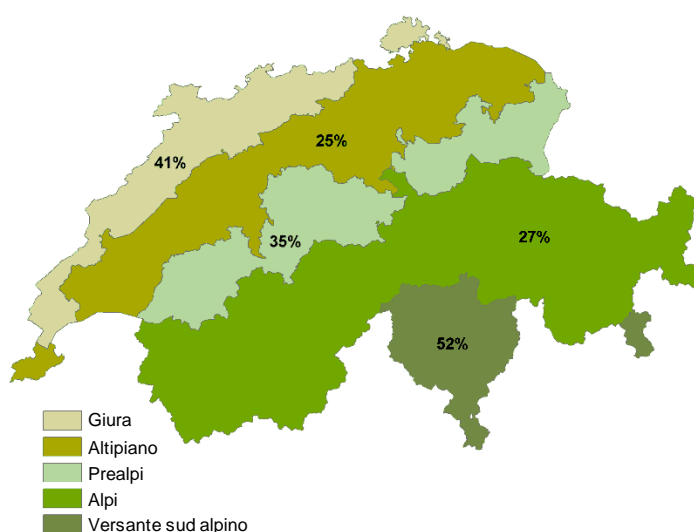 41%
25%
35%
27%
52%
Giura
Altipiano
Prealpi
Alpi
Versante sud alpino